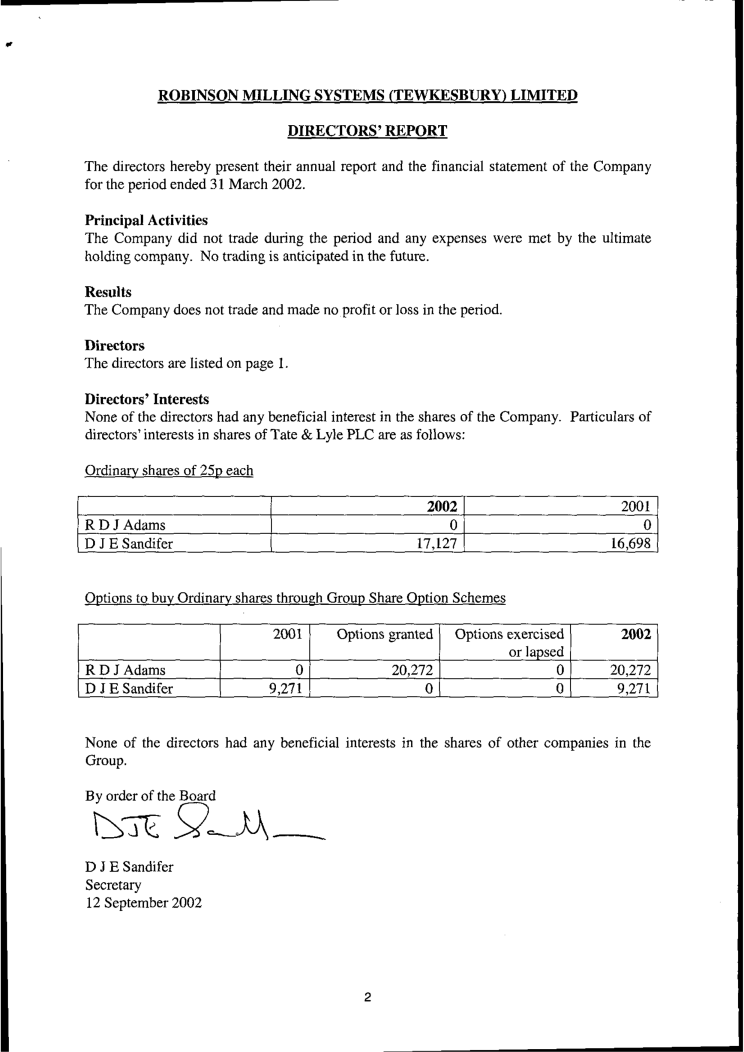 ROBINSON MILLING SYSTEMS (TEWKESBURY) LIMITED
DIRECTORS' REPORT
The directors hereby present their annual report and the financial statement of the Company
for the period ended 31 March 2002.
Principal Activities
The Company did not trade during the period and any expenses were met by the ultimate
holding company. No trading is anticipated in the future.
Results
The Company does not trade and made no profit or loss in the period.
Directors
The directors are listed on page 1.
Directors' Interests
None of the directors had any beneficial interest in the shares of the Company. Particulars of
directors' interests in shares of Tate & Lyle PLC are as follows:
Ordinary shares of 25p each
2002 2001
R D J Adams 0 0
D J E Sandifer 17,127 16,698
Options to buy Ordinary shares through Group Share Option Schemes
2001 Options granted Options exercised 2002
or lapsed
R D J Adams 0 20,272 0 20,272
D J E Sandifer 9,271 0 0 9,271
None of the directors had any beneficial interests in the shares of other companies in the
Group.
By order of the Board
D J E Sandifer
Secretary
12 September 2002
2